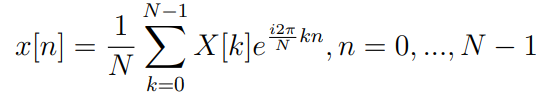 x[n] = \frac{1}{N} \sum_{k=0}^{N-1} X[k] e^{\frac{i2\pi}{N} kn}, n = 0, ..., N − 1